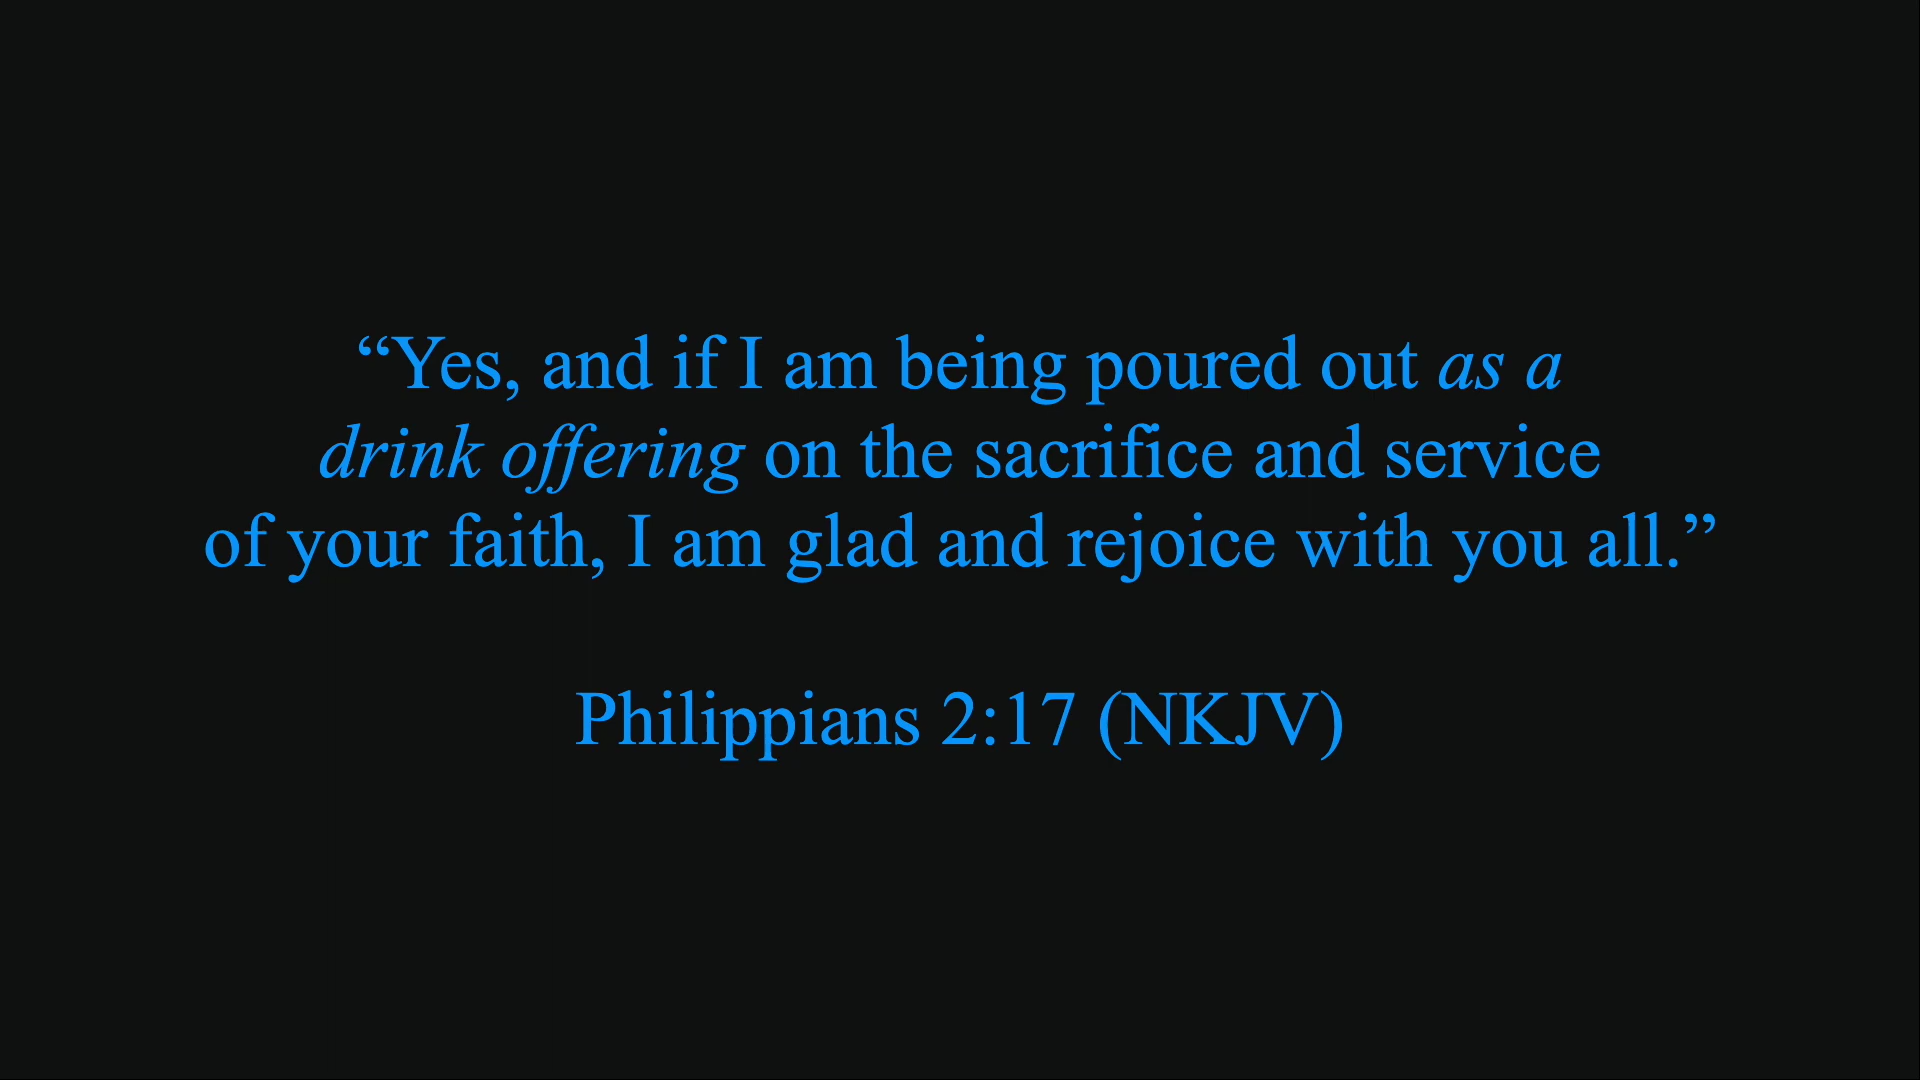 “Yes, and if I am being poured out as a
drink offering on the sacrifice and service
of your faith, I am glad and rejoice with you all.”
Philippians 2:17 (NKJV)